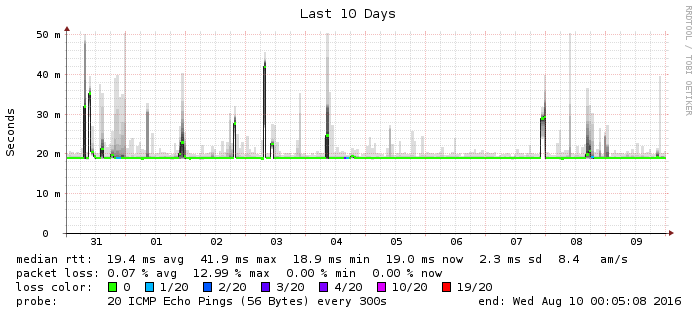 Last 10 Days
RRDTOOL / TOBI OETIKER
Seconds
50 m
40 m
30 m
20 m
10 m
0
31 01 02 03 04 05 06 07 08 09
median rtt: 19.4 ms avg 41.9 ms max 18.9 ms min 19.0 ms now 2.3 ms sd 8.4 am/s
packet loss: 0.07 % avg 12.99 % max 0.00 % min 0.00 % now
loss color: 0 1/20 2/20 3/20 4/20 10/20 19/20
probe: 20 ICMP Echo Pings (56 Bytes) every 300s end: Wed Aug 10 00:05:08 2016